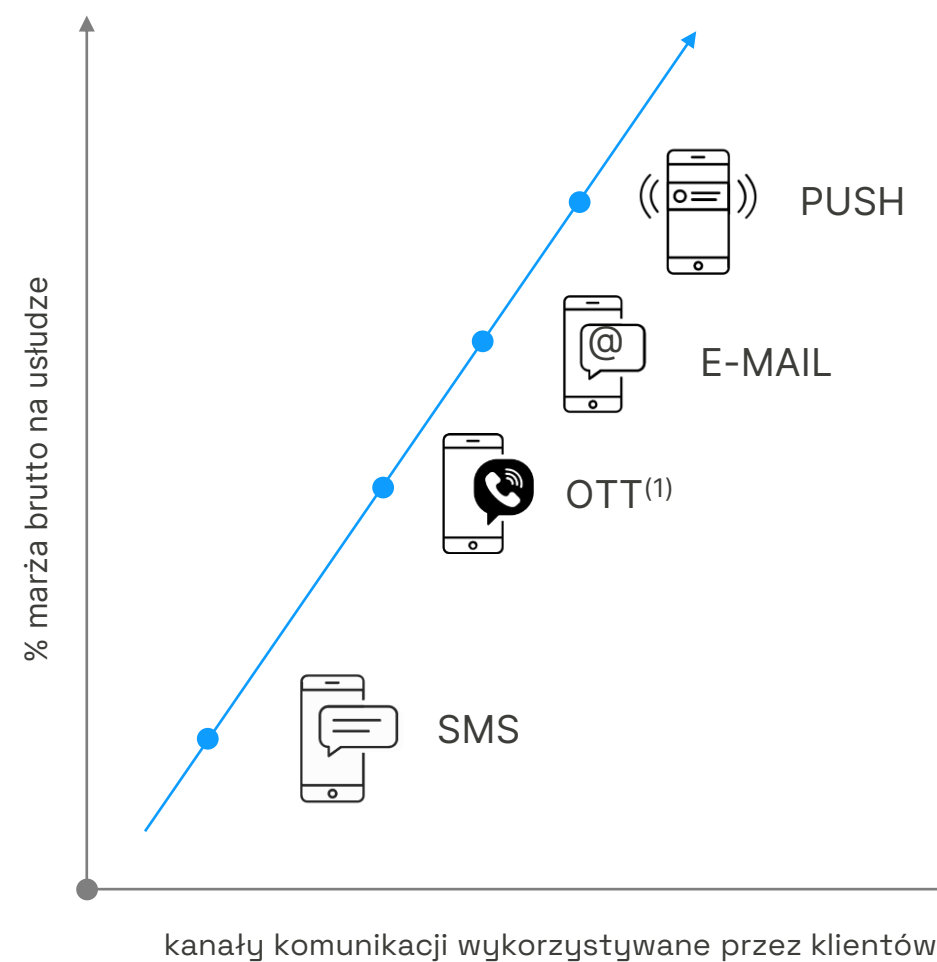 PUSH
@
E-MAIL
OTT(1)
SMS
% marża brutto na usłudze
kanały komunikacji wykorzystywane przez klientów